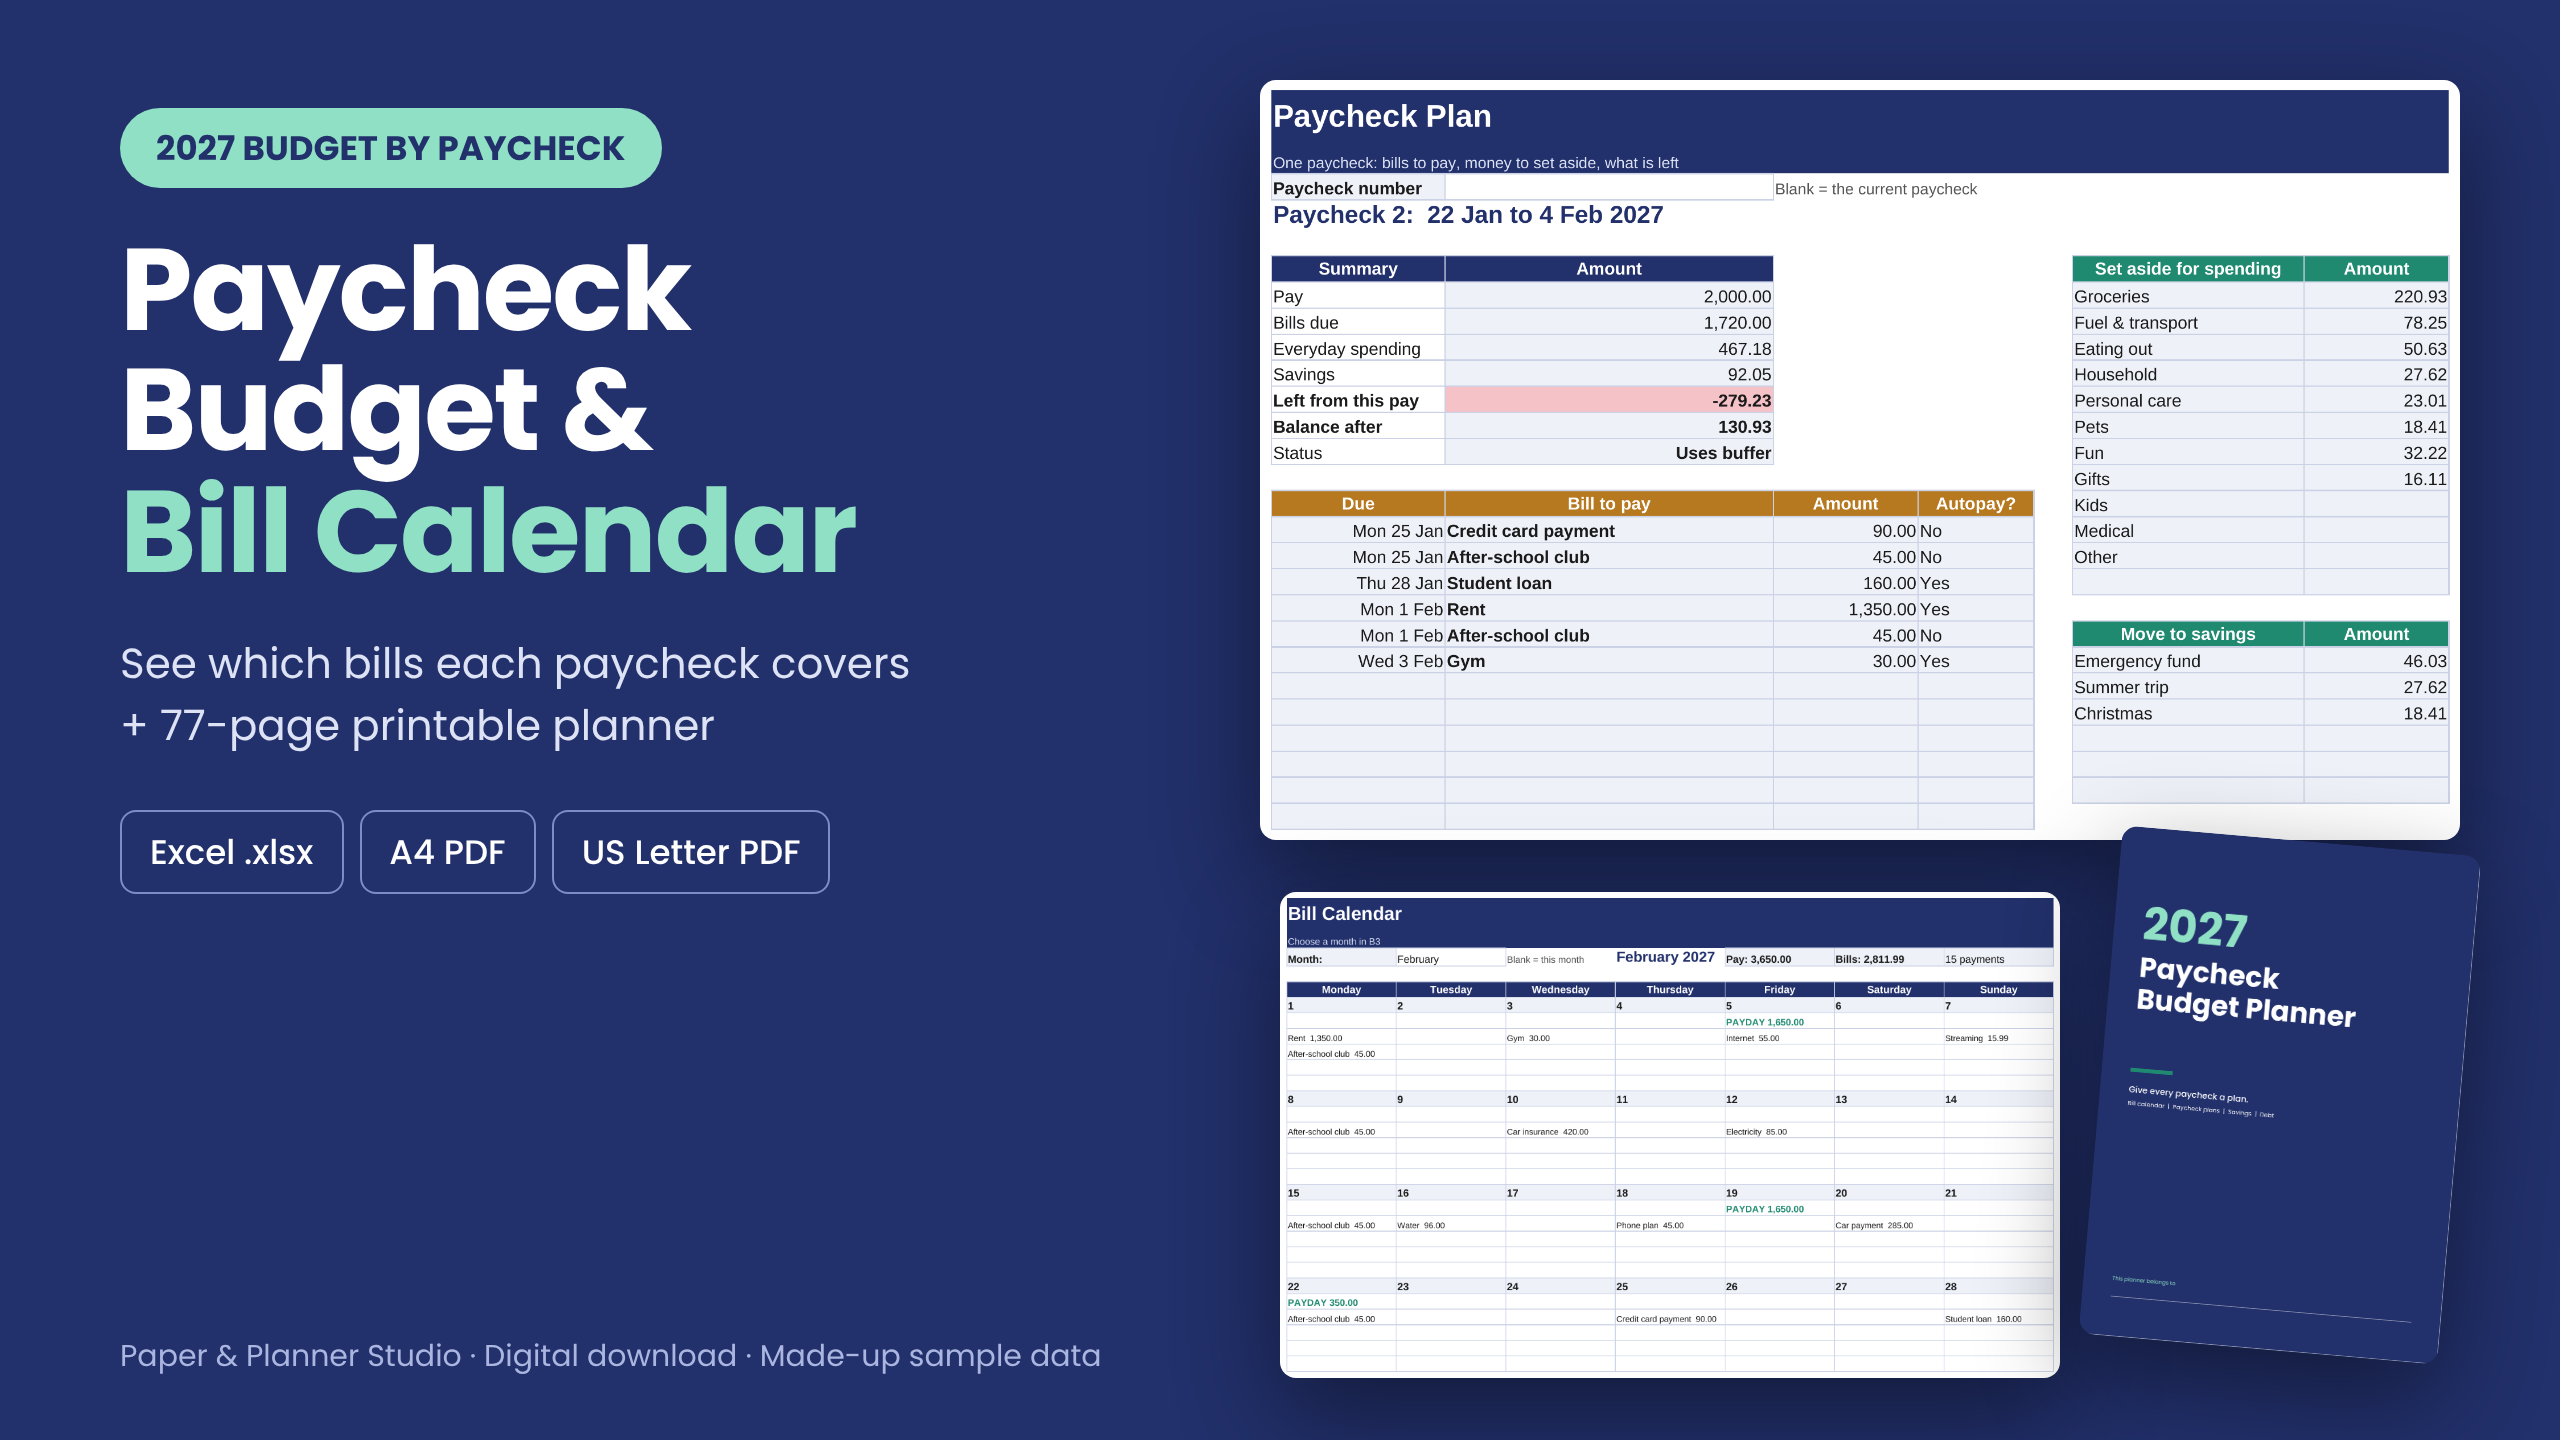 2027 BUDGET BY PAYCHECK
Paycheck
Budget &
Bill Calendar
See which bills each paycheck covers
+ 77-page printable planner
Excel .xlsx
A4 PDF
US Letter PDF
Paper & Planner Studio · Digital download · Made-up sample data
Paycheck Plan
One paycheck: bills to pay, money to set aside, what is left
Paycheck number Blank = the current paycheck
Paycheck 2: 22 Jan to 4 Feb 2027
Summary Amount
Pay 2,000.00
Bills due 1,720.00
Everyday spending 467.18
Savings 92.05
Left from this pay -279.23
Balance after 130.93
Status Uses buffer
Due Bill to pay Amount Autopay?
Mon 25 Jan Credit card payment 90.00 No
Mon 25 Jan After-school club 45.00 No
Thu 28 Jan Student loan 160.00 Yes
Mon 1 Feb Rent 1,350.00 Yes
Mon 1 Feb After-school club 45.00 No
Wed 3 Feb Gym 30.00 Yes
Set aside for spending Amount
Groceries 220.93
Fuel & transport 78.25
Eating out 50.63
Household 27.62
Personal care 23.01
Pets 18.41
Fun 32.22
Gifts 16.11
Kids
Medical
Other
Move to savings Amount
Emergency fund 46.03
Summer trip 27.62
Christmas 18.41
Bill Calendar
Choose a month in B3
Month: February Blank = this month February 2027 Pay: 3,650.00 Bills: 2,811.99 15 payments
Monday Tuesday Wednesday Thursday Friday Saturday Sunday
1 2 3 4 5 6 7
PAYDAY 1,650.00
Rent 1,350.00 Gym 30.00 Internet 55.00 Streaming 15.99
After-school club 45.00
8 9 10 11 12 13 14
After-school club 45.00 Car insurance 420.00 Electricity 85.00
15 16 17 18 19 20 21
PAYDAY 1,650.00
After-school club 45.00 Water 96.00 Phone plan 45.00 Car payment 285.00
22 23 24 25 26 27 28
PAYDAY 350.00
After-school club 45.00 Credit card payment 90.00 Student loan 160.00
2027
Paycheck
Budget Planner
Give every paycheck a plan.
Bill calendar | Paycheck plans | Savings | Debt
This planner belongs to